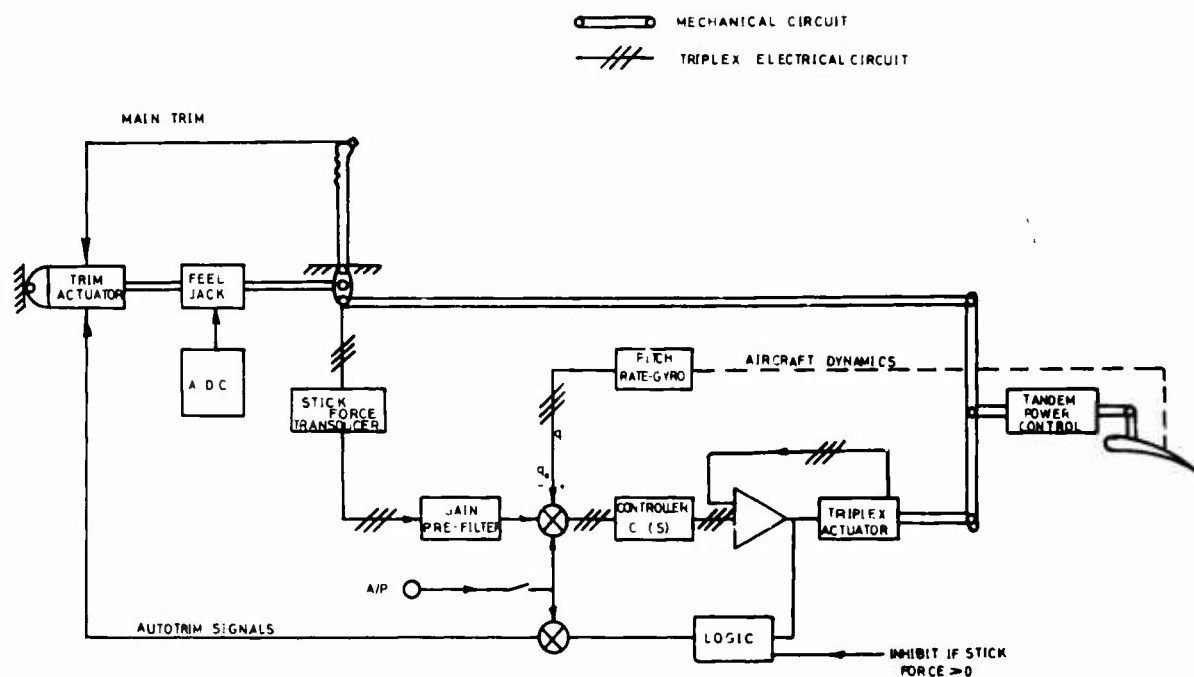 MECHANICAL CIRCUIT
TRIPLEX ELECTRICAL CIRCUIT
MAIN TRIM
TRIM
ACTUATOR
FEEL
JACK
A D C
STICK
FORCE
TRANSDUCER
PITCH
RATE-GYRO
AIRCRAFT DYNAMICS
TANDEM
POWER
CONTROL
q
qe
- +
GAIN
PRE-FILTER
CONTROLLER
C (S)
TRIPLEX
ACTUATOR
A/P
AUTOTRIM SIGNALS
LOGIC
INHIBIT IF STICK
FORCE ≥0